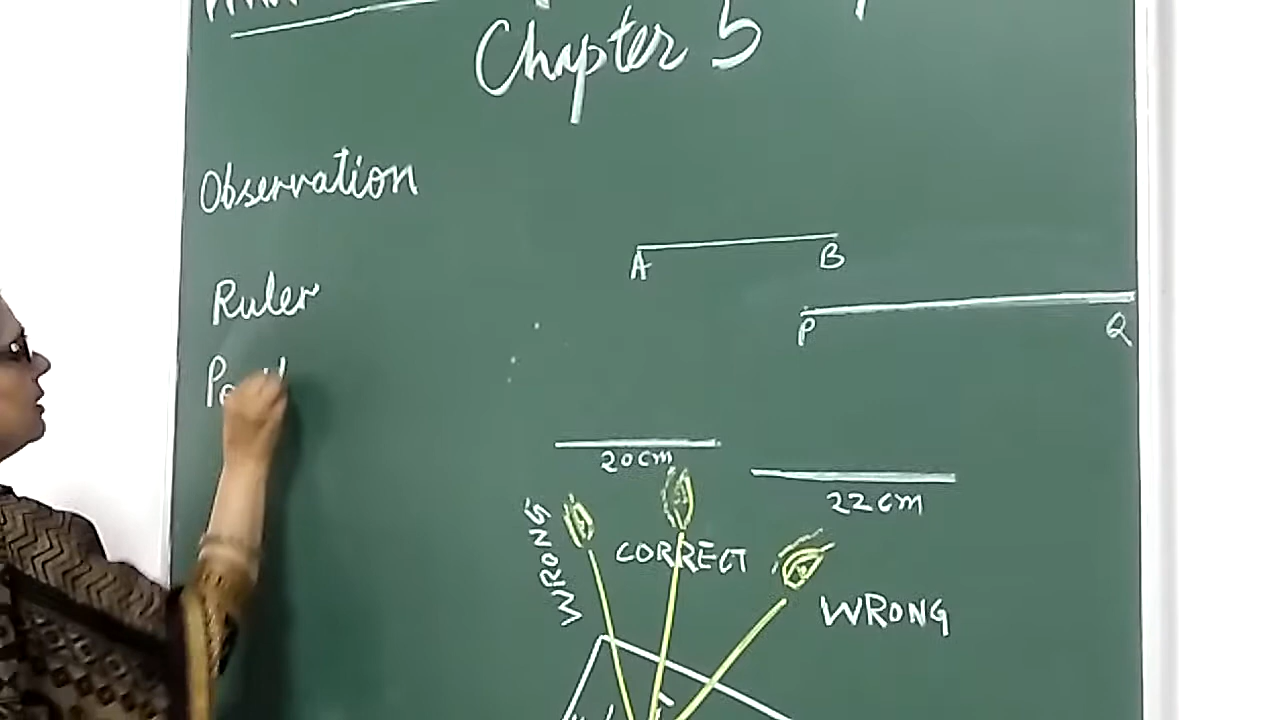 Chapter 5
Observation
A B
Ruler
P Q
20cm
22cm
WRONG
CORRECT
WRONG